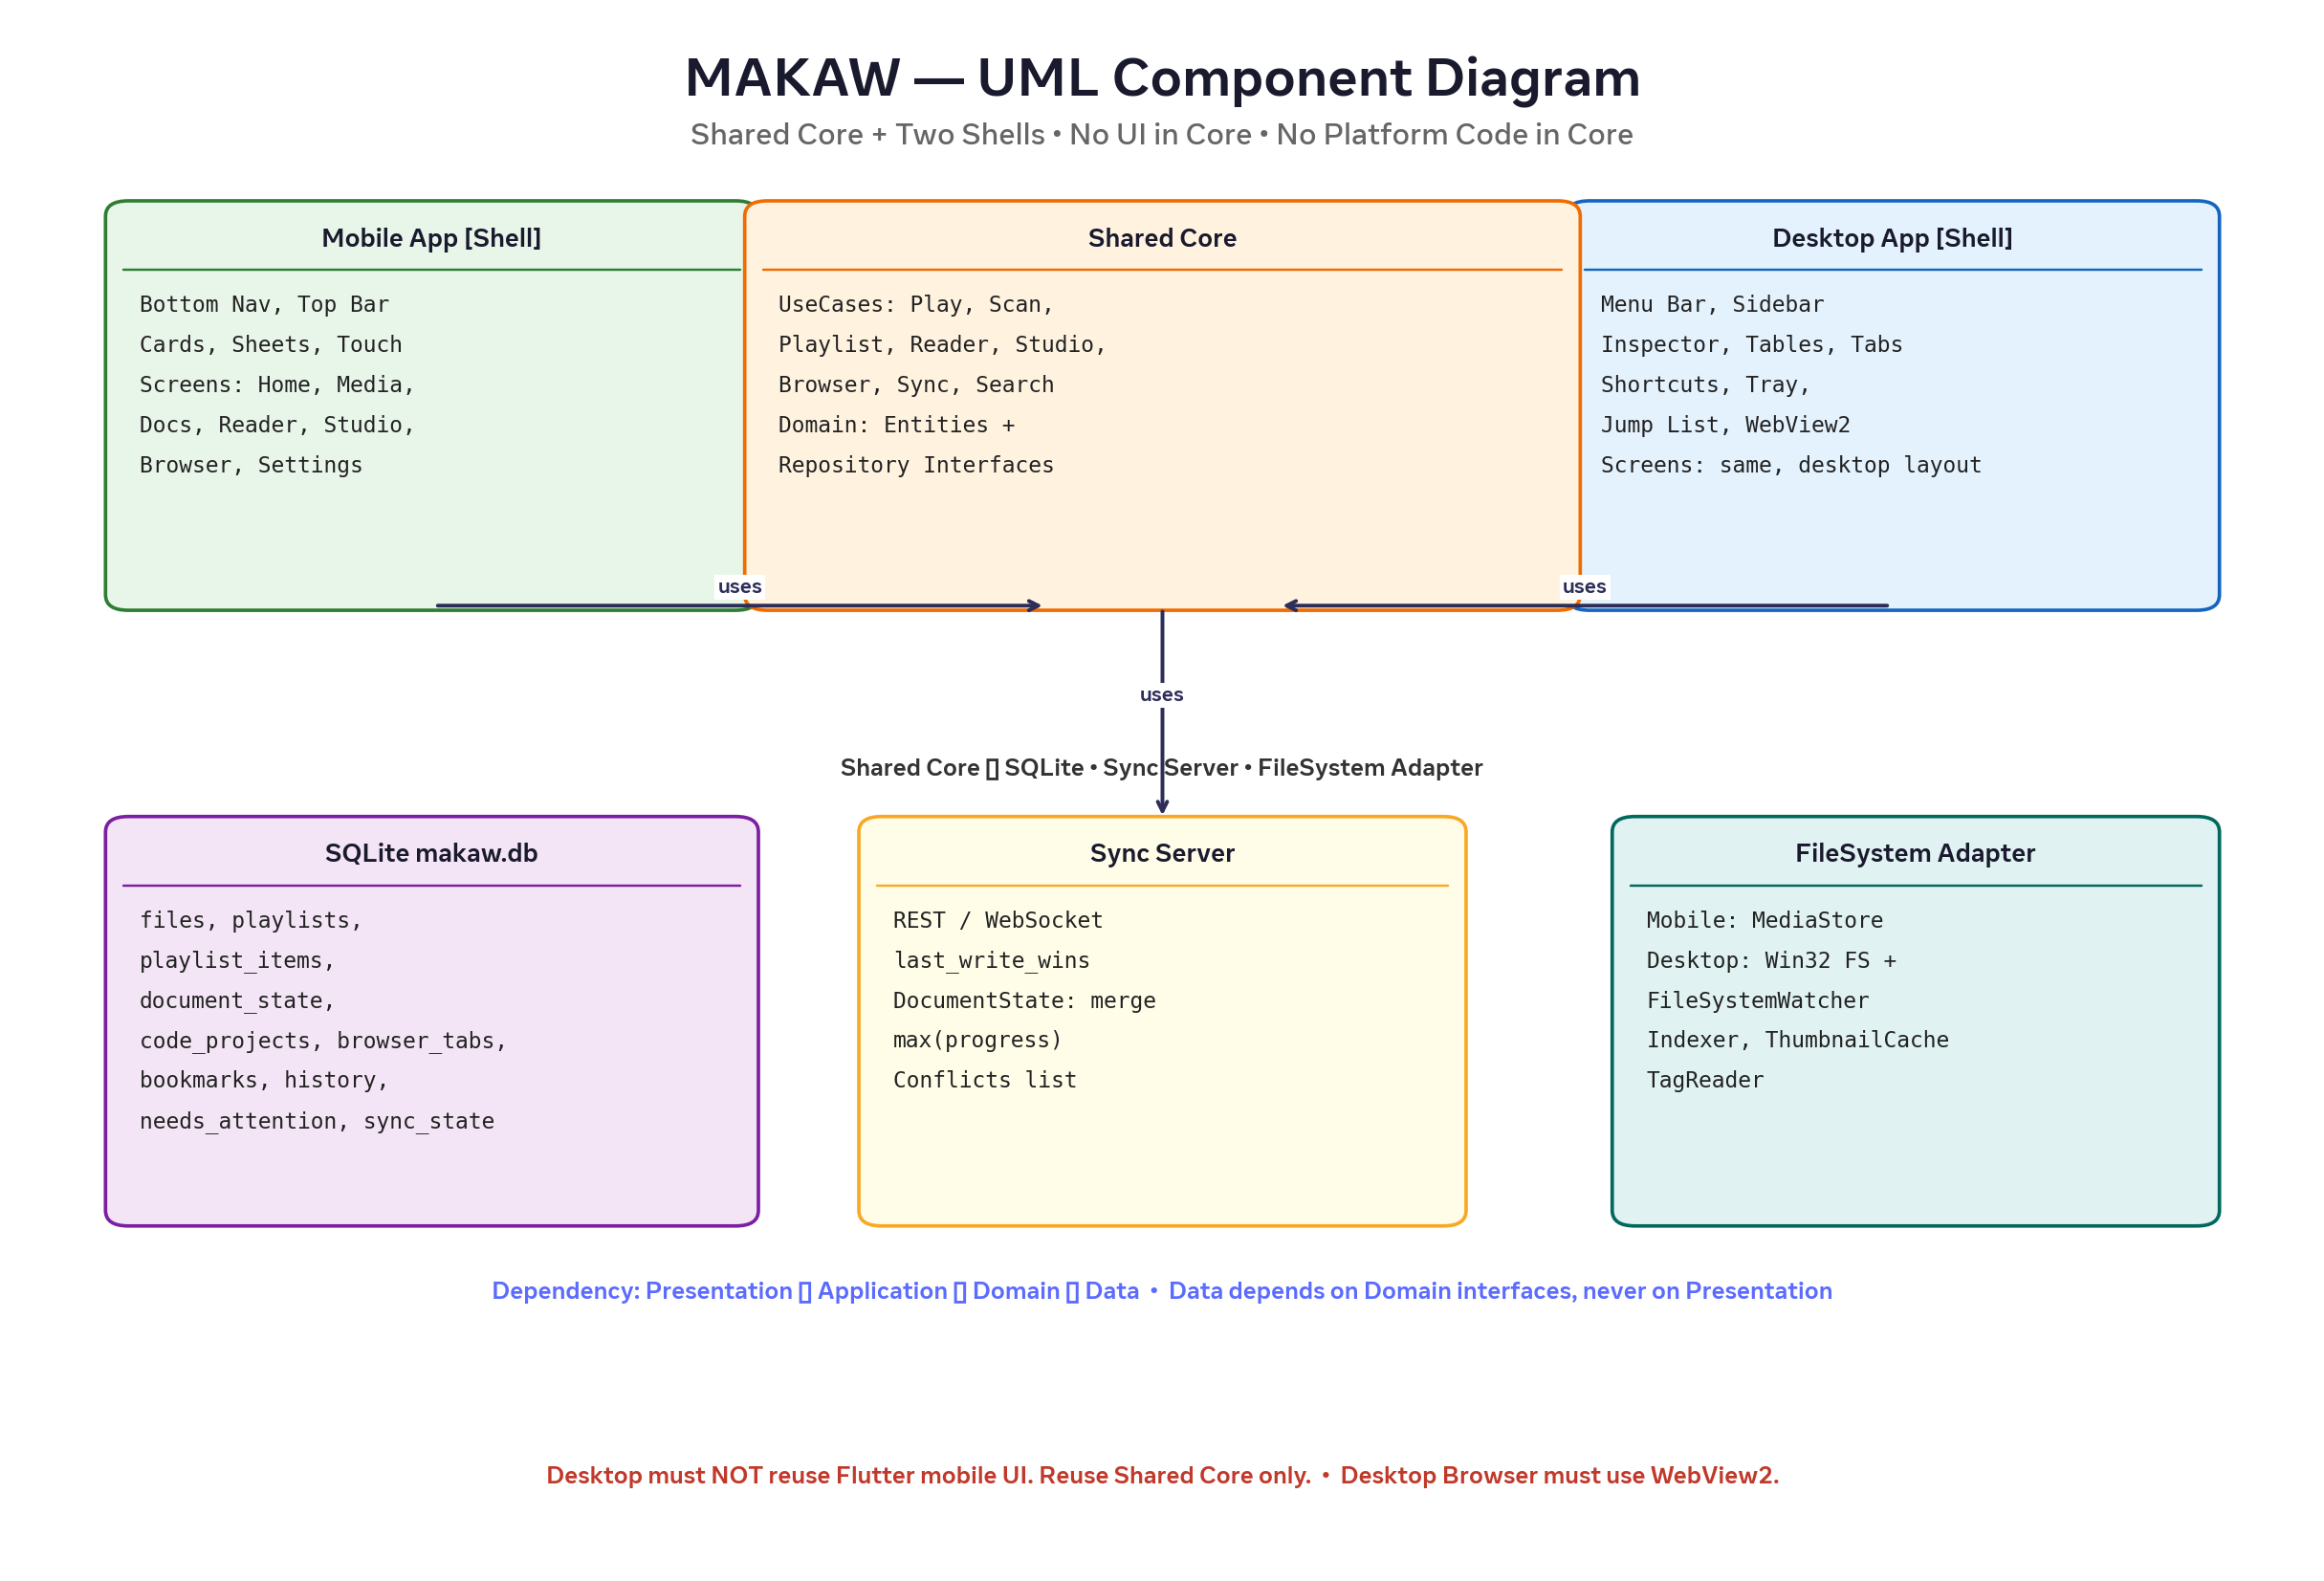 MAKAW — UML Component Diagram
Shared Core + Two Shells • No UI in Core • No Platform Code in Core
Mobile App [Shell]
Bottom Nav, Top Bar
Cards, Sheets, Touch
Screens: Home, Media,
Docs, Reader, Studio,
Browser, Settings
Shared Core
UseCases: Play, Scan,
Playlist, Reader, Studio,
Browser, Sync, Search
Domain: Entities +
Repository Interfaces
Desktop App [Shell]
Menu Bar, Sidebar
Inspector, Tables, Tabs
Shortcuts, Tray,
Jump List, WebView2
Screens: same, desktop layout
uses
uses
uses
Shared Core ▯ SQLite • Sync Server • FileSystem Adapter
SQLite makaw.db
files, playlists,
playlist_items,
document_state,
code_projects, browser_tabs,
bookmarks, history,
needs_attention, sync_state
Sync Server
REST / WebSocket
last_write_wins
DocumentState: merge
max(progress)
Conflicts list
FileSystem Adapter
Mobile: MediaStore
Desktop: Win32 FS +
FileSystemWatcher
Indexer, ThumbnailCache
TagReader
Dependency: Presentation ▯ Application ▯ Domain ▯ Data • Data depends on Domain interfaces, never on Presentation
Desktop must NOT reuse Flutter mobile UI. Reuse Shared Core only. • Desktop Browser must use WebView2.